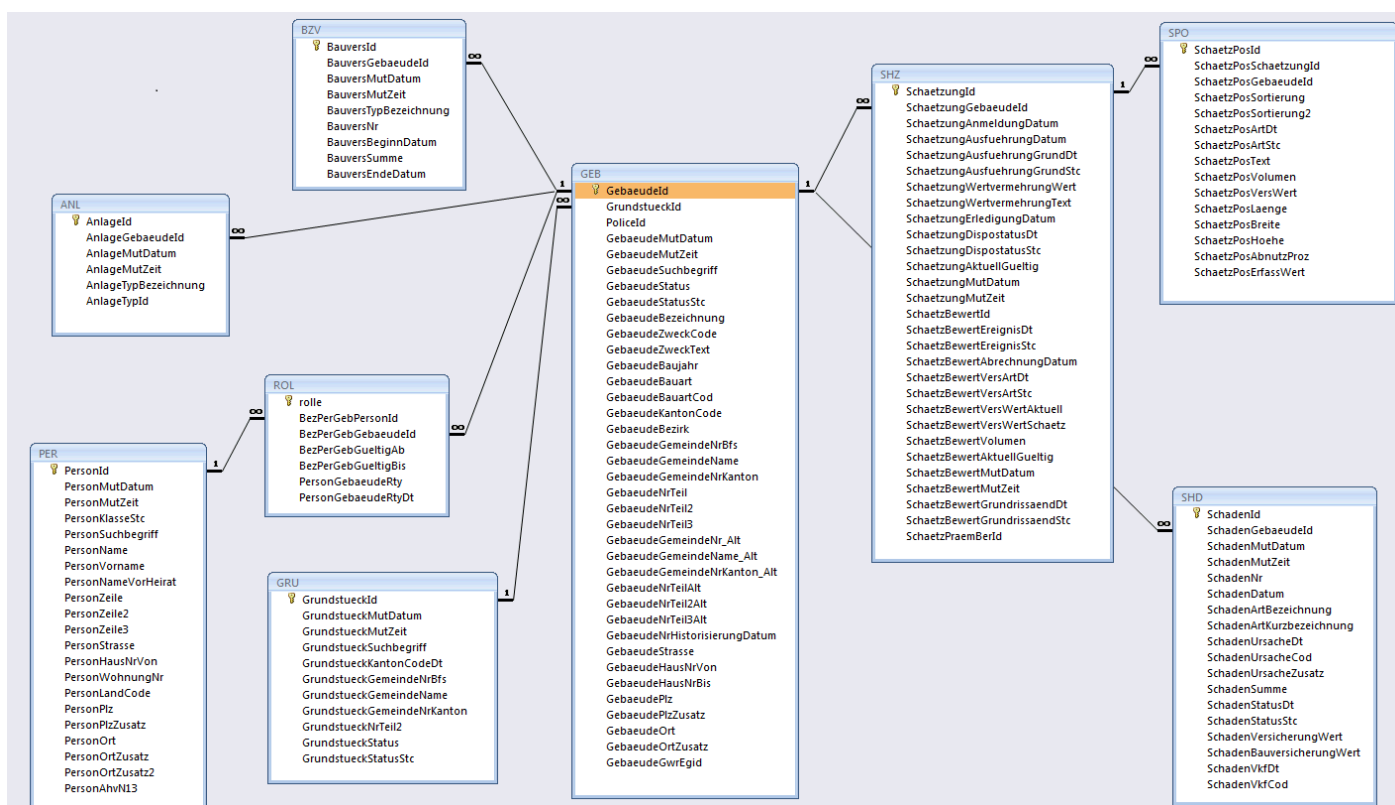 BZV
BauversId
BauversGebaeudeId
BauversMutDatum
BauversMutZeit
BauversTypBezeichnung
BauversNr
BauversBeginnDatum
BauversSumme
BauversEndeDatum
∞
ANL
AnlageId
AnlageGebaeudeId
AnlageMutDatum
AnlageMutZeit
AnlageTypBezeichnung
AnlageTypId
∞
ROL
rolle
BezPerGebPersonId
BezPerGebGebaeudeId
BezPerGebGueltigAb
BezPerGebGueltigBis
PersonGebaeudeRty
PersonGebaeudeRtyDt
∞
∞
PER
PersonId
PersonMutDatum
PersonMutZeit
PersonKlasseStc
PersonSuchbegriff
PersonName
PersonVorname
PersonNameVorHeirat
PersonZeile
PersonZeile2
PersonZeile3
PersonStrasse
PersonHausNrVon
PersonWohnungNr
PersonLandCode
PersonPlz
PersonPlzZusatz
PersonOrt
PersonOrtZusatz
PersonOrtZusatz2
PersonAhvN13
1
GRU
GrundstueckId
GrundstueckMutDatum
GrundstueckMutZeit
GrundstueckSuchbegriff
GrundstueckKantonCodeDt
GrundstueckGemeindeNrBfs
GrundstueckGemeindeName
GrundstueckGemeindeNrKanton
GrundstueckNrTeil2
GrundstueckStatus
GrundstueckStatusStc
1
GEB
1
∞
1
GebaeudeId
GrundstueckId
PoliceId
GebaeudeMutDatum
GebaeudeMutZeit
GebaeudeSuchbegriff
GebaeudeStatus
GebaeudeStatusStc
GebaeudeBezeichnung
GebaeudeZweckCode
GebaeudeZweckText
GebaeudeBaujahr
GebaeudeBauart
GebaeudeBauartCod
GebaeudeKantonCode
GebaeudeBezirk
GebaeudeGemeindeNrBfs
GebaeudeGemeindeName
GebaeudeGemeindeNrKanton
GebaeudeNrTeil
GebaeudeNrTeil2
GebaeudeNrTeil3
GebaeudeGemeindeNr_Alt
GebaeudeGemeindeName_Alt
GebaeudeGemeindeNrKanton_Alt
GebaeudeNrTeilAlt
GebaeudeNrTeil2Alt
GebaeudeNrTeil3Alt
GebaeudeNrHistorisierungDatum
GebaeudeStrasse
GebaeudeHausNrVon
GebaeudeHausNrBis
GebaeudePlz
GebaeudePlzZusatz
GebaeudeOrt
GebaeudeOrtZusatz
GebaeudeGwrEgid
SHZ
∞
1
SchaetzungId
SchaetzungGebaeudeId
SchaetzungAnmeldungDatum
SchaetzungAusfuehrungDatum
SchaetzungAusfuehrungGrundDt
SchaetzungAusfuehrungGrundStc
SchaetzungWertvermehrungWert
SchaetzungWertvermehrungText
SchaetzungErledigungDatum
SchaetzungDispostatusDt
SchaetzungDispostatusStc
SchaetzungAktuellGueltig
SchaetzungMutDatum
SchaetzungMutZeit
SchaetzBewertId
SchaetzBewertEreignisDt
SchaetzBewertEreignisStc
SchaetzBewertAbrechnungDatum
SchaetzBewertVersArtDt
SchaetzBewertVersArtStc
SchaetzBewertVersWertAktuell
SchaetzBewertVersWertSchaetz
SchaetzBewertVolumen
SchaetzBewertAktuellGueltig
SchaetzBewertMutDatum
SchaetzBewertMutZeit
SchaetzBewertGrundrissaendDt
SchaetzBewertGrundrissaendStc
SchaetzPraemBerId
SPO
∞
SchaetzPosId
SchaetzPosSchaetzungId
SchaetzPosGebaeudeId
SchaetzPosSortierung
SchaetzPosSortierung2
SchaetzPosArtDt
SchaetzPosArtStc
SchaetzPosText
SchaetzPosVolumen
SchaetzPosVersWert
SchaetzPosLaenge
SchaetzPosBreite
SchaetzPosHoehe
SchaetzPosAbnutzProz
SchaetzPosErfassWert
SHD
∞
SchadenId
SchadenGebaeudeId
SchadenMutDatum
SchadenMutZeit
SchadenNr
SchadenDatum
SchadenArtBezeichnung
SchadenArtKurzbezeichnung
SchadenUrsacheDt
SchadenUrsacheCod
SchadenUrsacheZusatz
SchadenSumme
SchadenStatusDt
SchadenStatusStc
SchadenVersicherungWert
SchadenBauversicherungWert
SchadenVkfDt
SchadenVkfCod